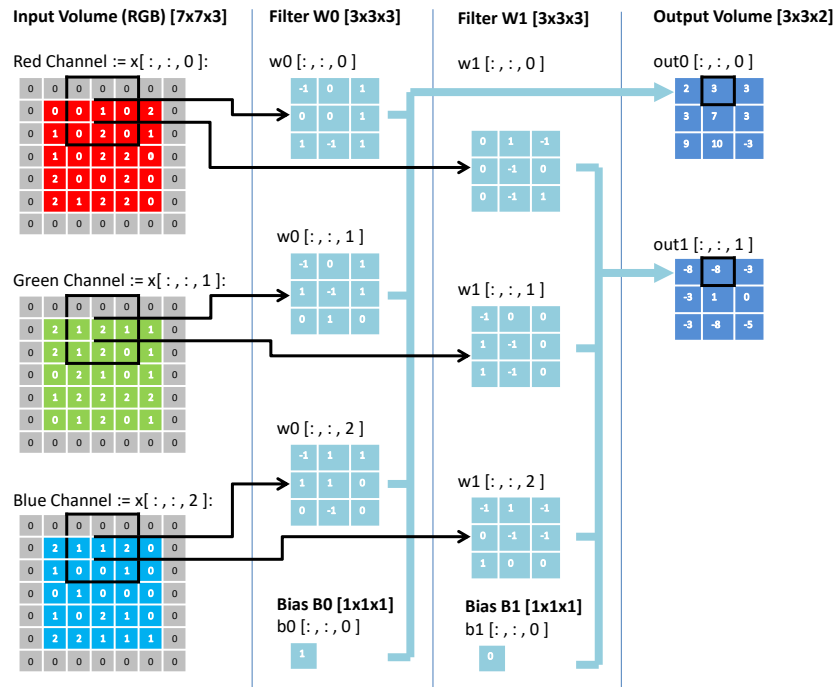 Input Volume (RGB) [7x7x3]
Red Channel := x[ : , : , 0 ]:
0 0 0 0 0 0 0
0 0 0 1 0 2 0
0 1 0 2 0 1 0
0 1 0 2 2 0 0
0 2 0 0 2 0 0
0 2 1 2 2 0 0
0 0 0 0 0 0 0
Green Channel := x[ : , : , 1 ]:
0 0 0 0 0 0 0
0 2 1 2 1 1 0
0 2 1 2 0 1 0
0 0 2 1 0 1 0
0 1 2 2 2 2 0
0 0 1 2 0 1 0
0 0 0 0 0 0 0
Blue Channel := x[ : , : , 2 ]:
0 0 0 0 0 0 0
0 2 1 1 2 0 0
0 1 0 0 1 0 0
0 0 1 0 0 0 0
0 1 0 2 1 0 0
0 2 2 1 1 1 0
0 0 0 0 0 0 0
Filter W0 [3x3x3]
w0 [: , : , 0 ]
-1 0 1
0 0 1
1 -1 1
w0 [: , : , 1 ]
-1 0 1
1 -1 1
0 1 0
w0 [: , : , 2 ]
-1 1 1
1 1 0
0 -1 0
Bias B0 [1x1x1]
b0 [: , : , 0 ]
1
Filter W1 [3x3x3]
w1 [: , : , 0 ]
0 1 -1
0 -1 0
0 -1 1
w1 [: , : , 1 ]
-1 0 0
1 -1 0
1 -1 0
w1 [: , : , 2 ]
-1 1 -1
0 -1 -1
1 0 0
Bias B1 [1x1x1]
b1 [: , : , 0 ]
0
Output Volume [3x3x2]
out0 [: , : , 0 ]
2 3 3
3 7 3
9 10 -3
out1 [: , : , 1 ]
-8 -8 -3
-3 1 0
-3 -8 -5